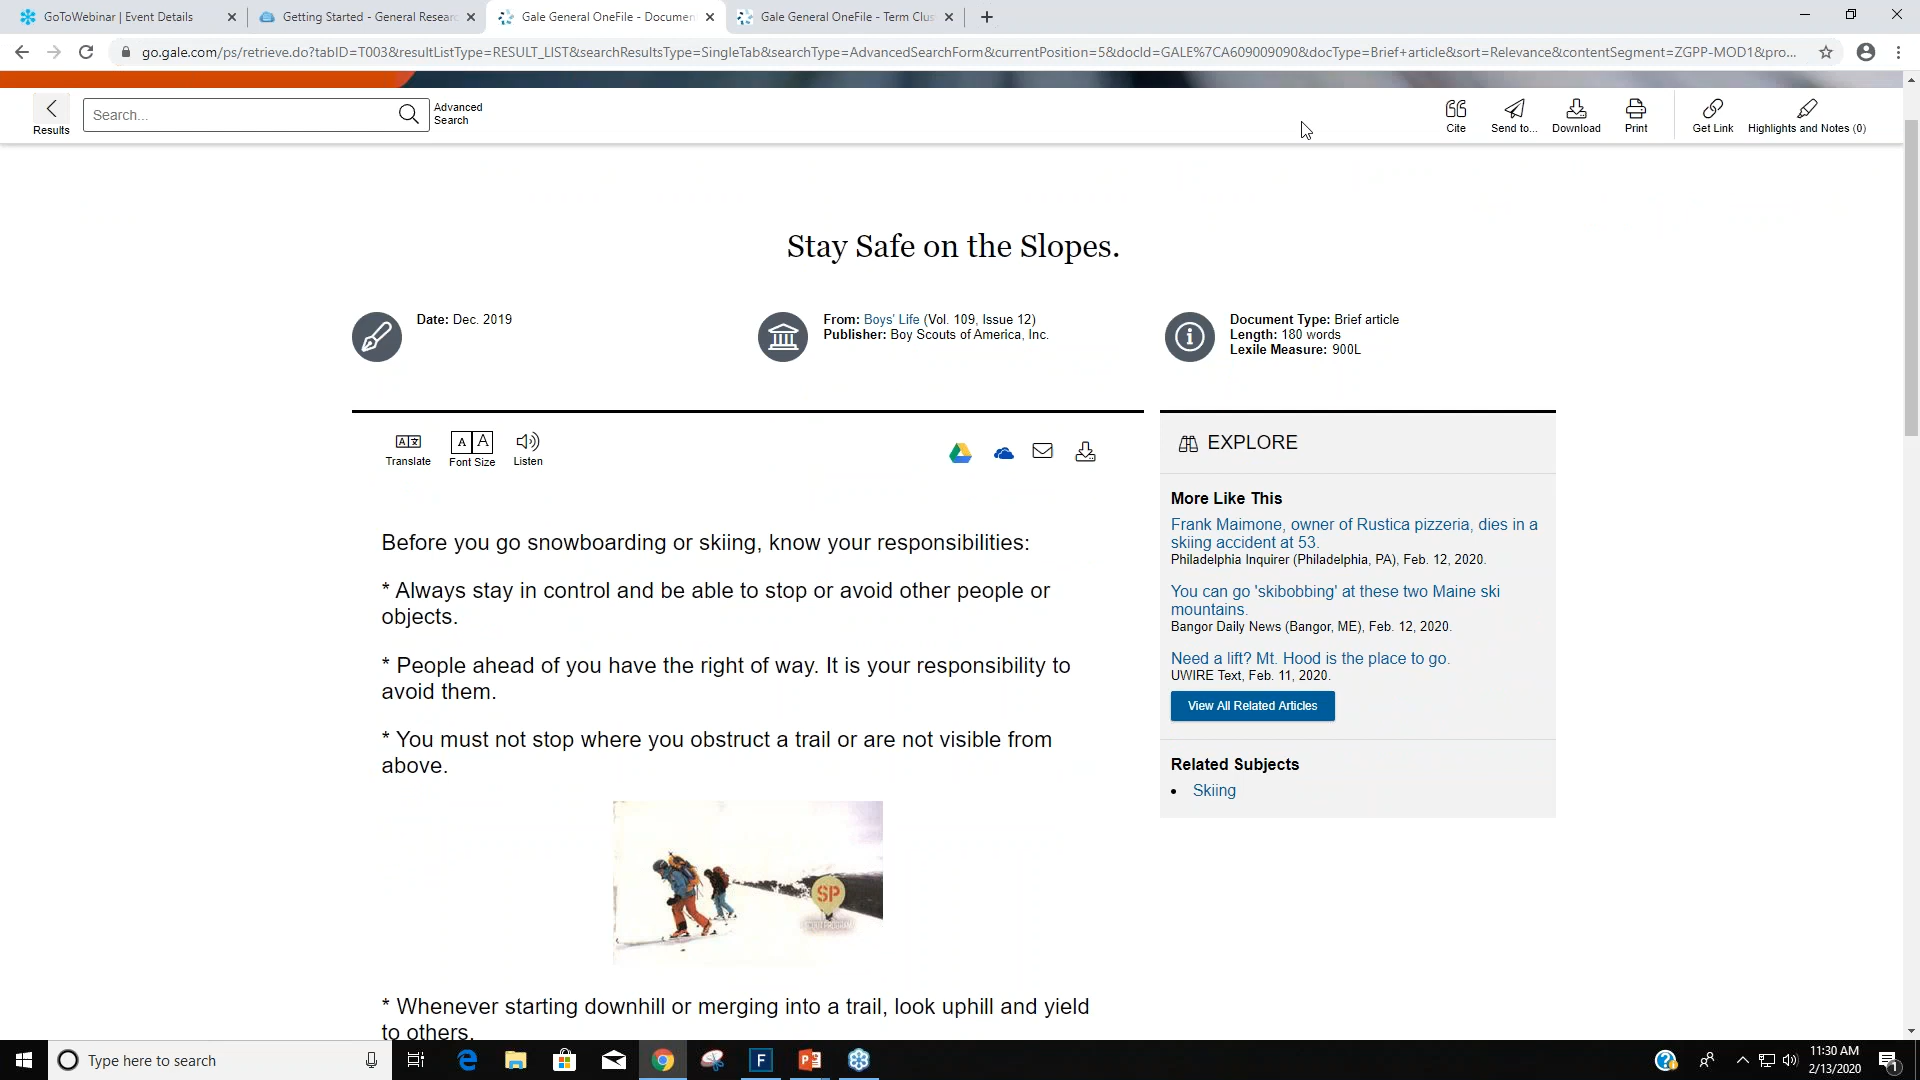 GoToWebinar | Event Details
Getting Started - General Resear
Gale General OneFile - Documen
Gale General OneFile - Term Clus
go.gale.com/ps/retrieve.do?tabID=T003&resultListType=RESULT_LIST&searchResultsType=SingleTab&searchType=AdvancedSearchForm&currentPosition=5&docId=GALE%7CA609009090&docType=Brief+article&sort=Relevance&contentSegment=ZGPP-MOD1&pro...
Results
Search...
Advanced
Search
Cite
Send to...
Download
Print
Get Link
Highlights and Notes (0)
Stay Safe on the Slopes.
Date: Dec. 2019
From: Boys' Life (Vol. 109, Issue 12)
Publisher: Boy Scouts of America, Inc.
Document Type: Brief article
Length: 180 words
Lexile Measure: 900L
Translate
A A
Font Size
Listen
Before you go snowboarding or skiing, know your responsibilities:
* Always stay in control and be able to stop or avoid other people or
objects.
* People ahead of you have the right of way. It is your responsibility to
avoid them.
* You must not stop where you obstruct a trail or are not visible from
above.
SP
* Whenever starting downhill or merging into a trail, look uphill and yield
to others.
EXPLORE
More Like This
Frank Maimone, owner of Rustica pizzeria, dies in a
skiing accident at 53.
Philadelphia Inquirer (Philadelphia, PA), Feb. 12, 2020.
You can go 'skibobbing' at these two Maine ski
mountains.
Bangor Daily News (Bangor, ME), Feb. 12, 2020.
Need a lift? Mt. Hood is the place to go.
UWIRE Text, Feb. 11, 2020.
View All Related Articles
Related Subjects
• Skiing
Type here to search
F
11:30 AM
2/13/2020
1